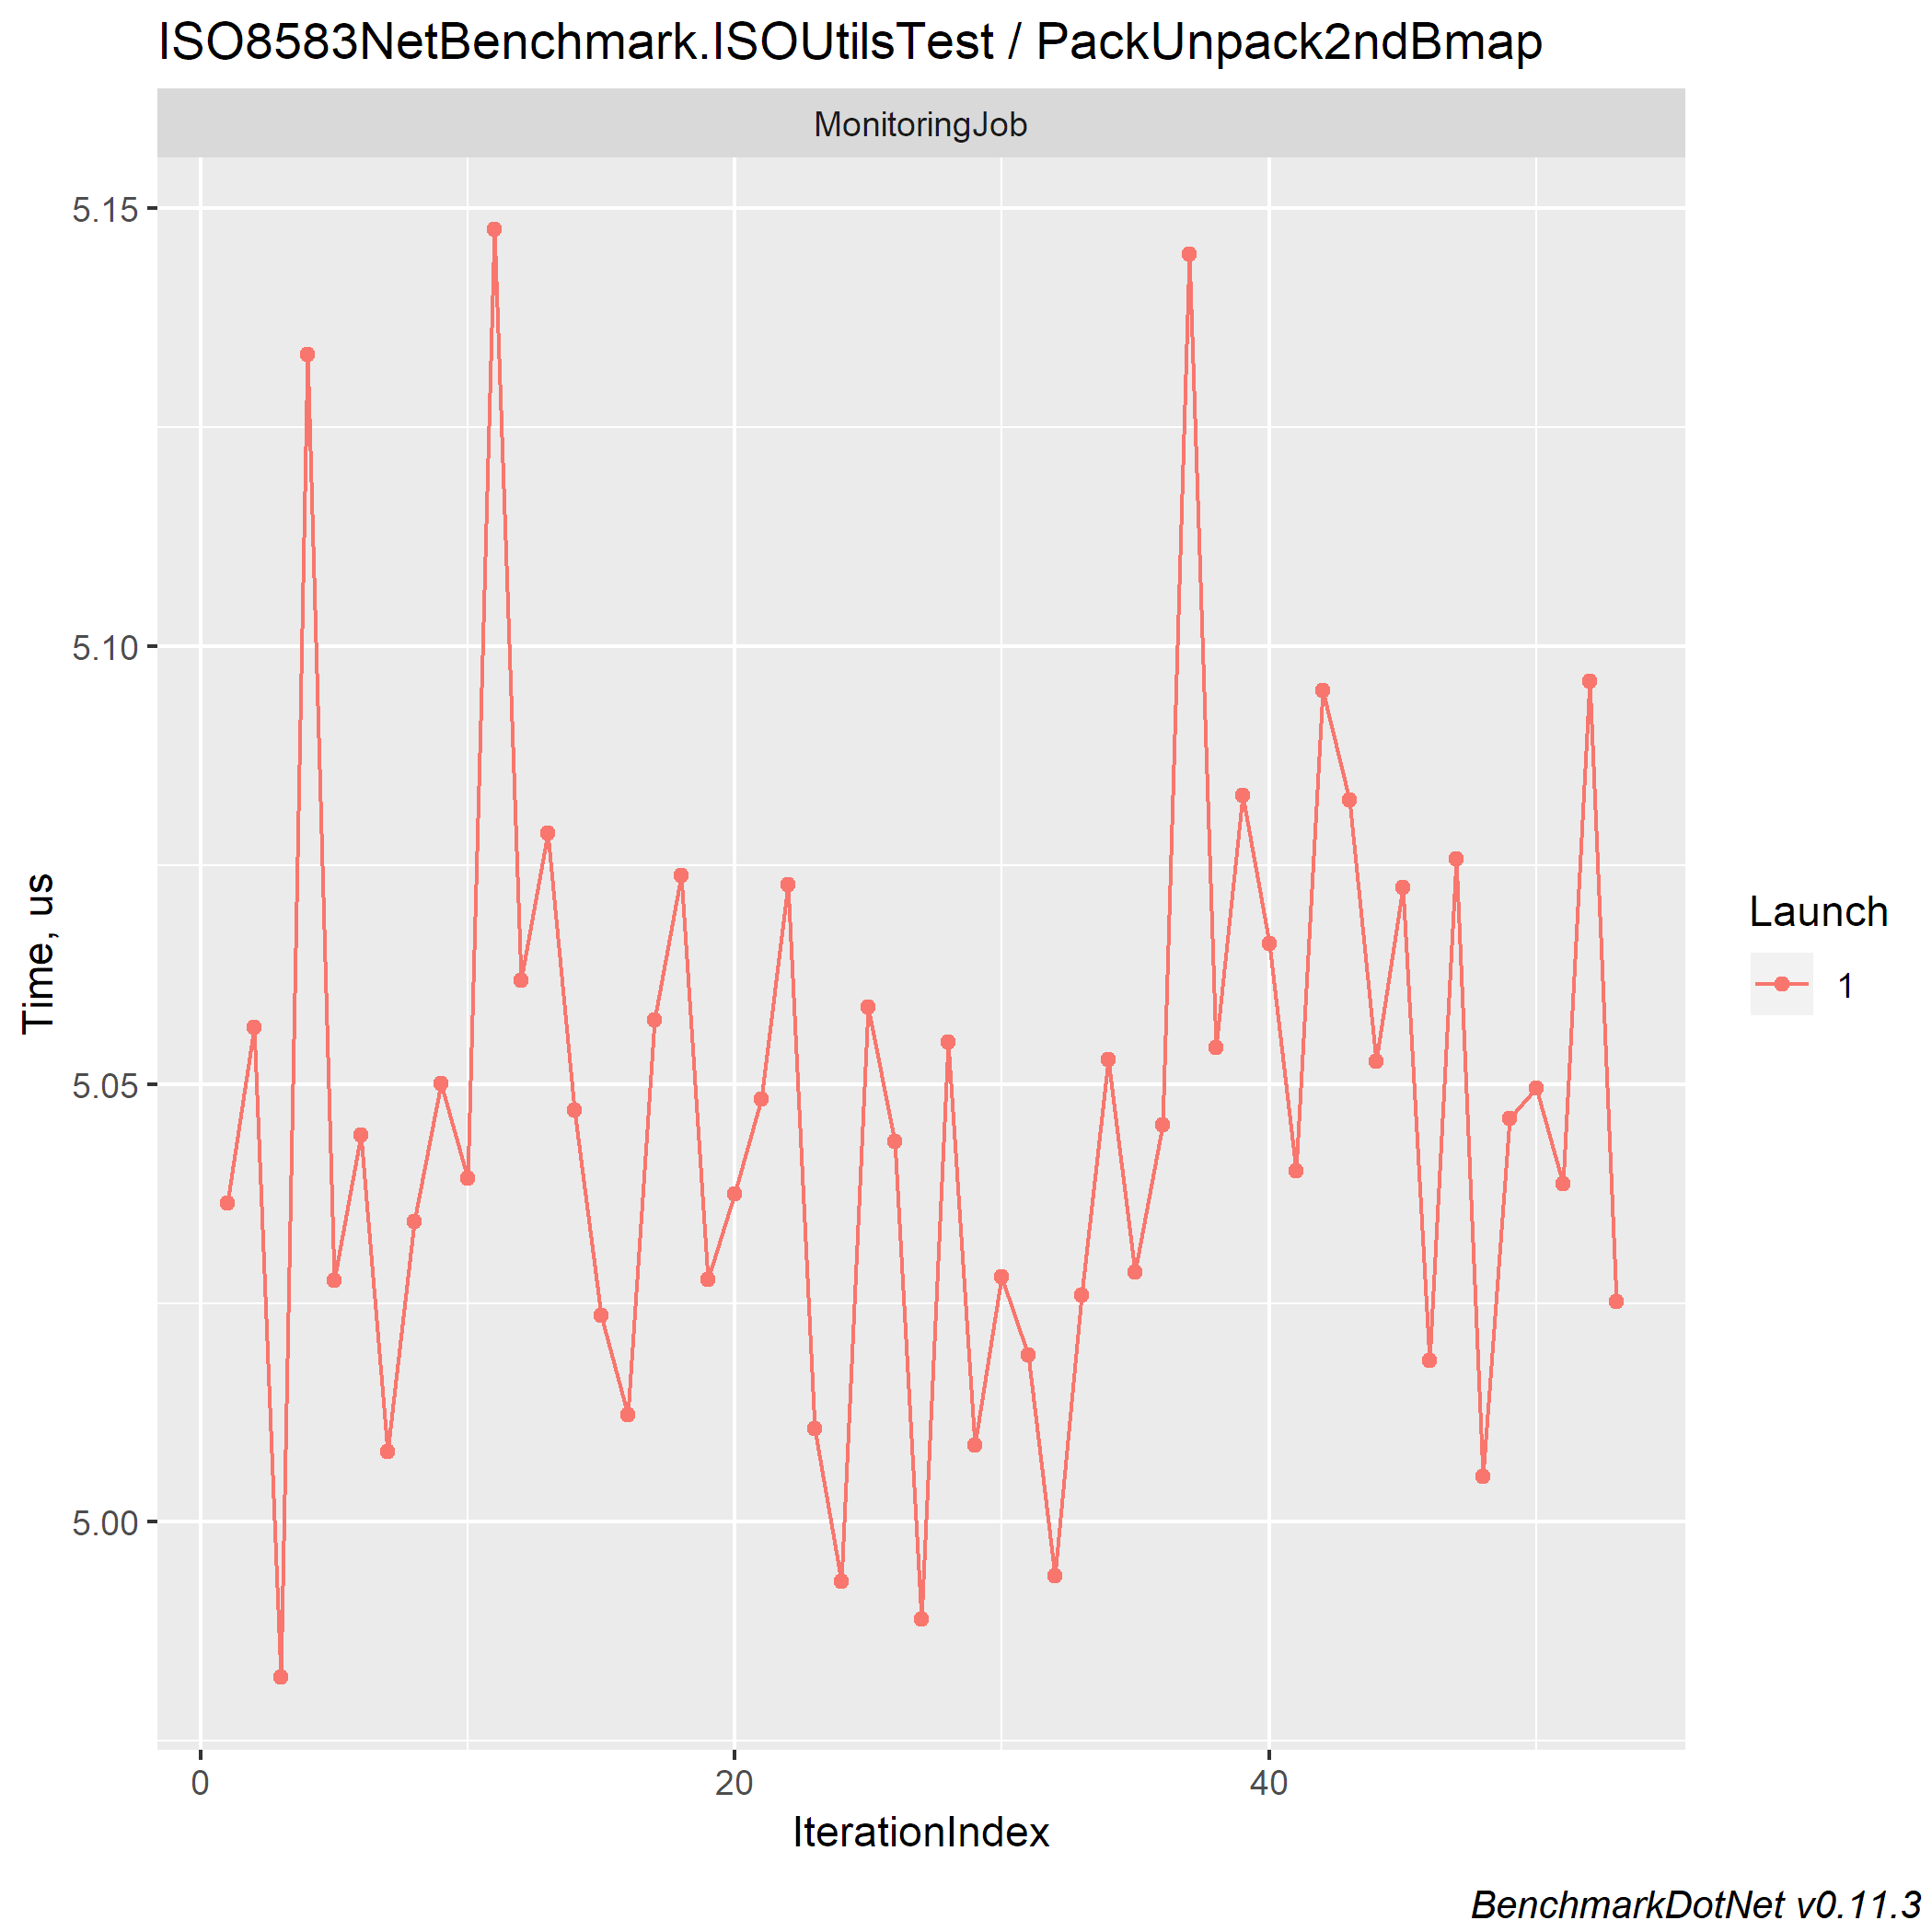 ISO8583NetBenchmark.ISOUtilsTest / PackUnpack2ndBmap
MonitoringJob
5.15
5.10
5.05
5.00
Time, us
0 20 40
IterationIndex
Launch
1
BenchmarkDotNet v0.11.3